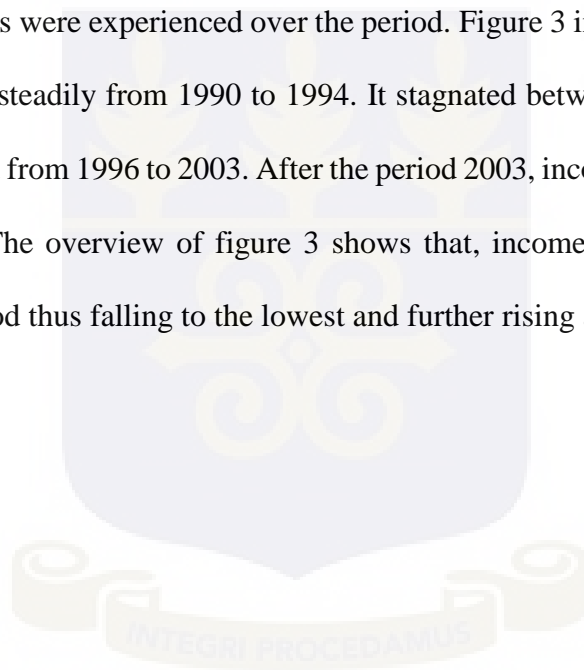 s were experienced over the period. Figure 3 i
steadily from 1990 to 1994. It stagnated betw
from 1996 to 2003. After the period 2003, inc
he overview of figure 3 shows that, income
od thus falling to the lowest and further rising
INTEGRI PROCEDAMUS